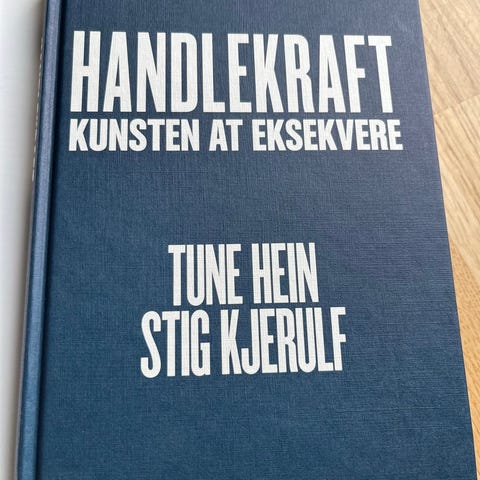 HANDLEKRAFT
KUNSTEN AT EKSEKVERE
TUNE HEIN
STIG KJERULF